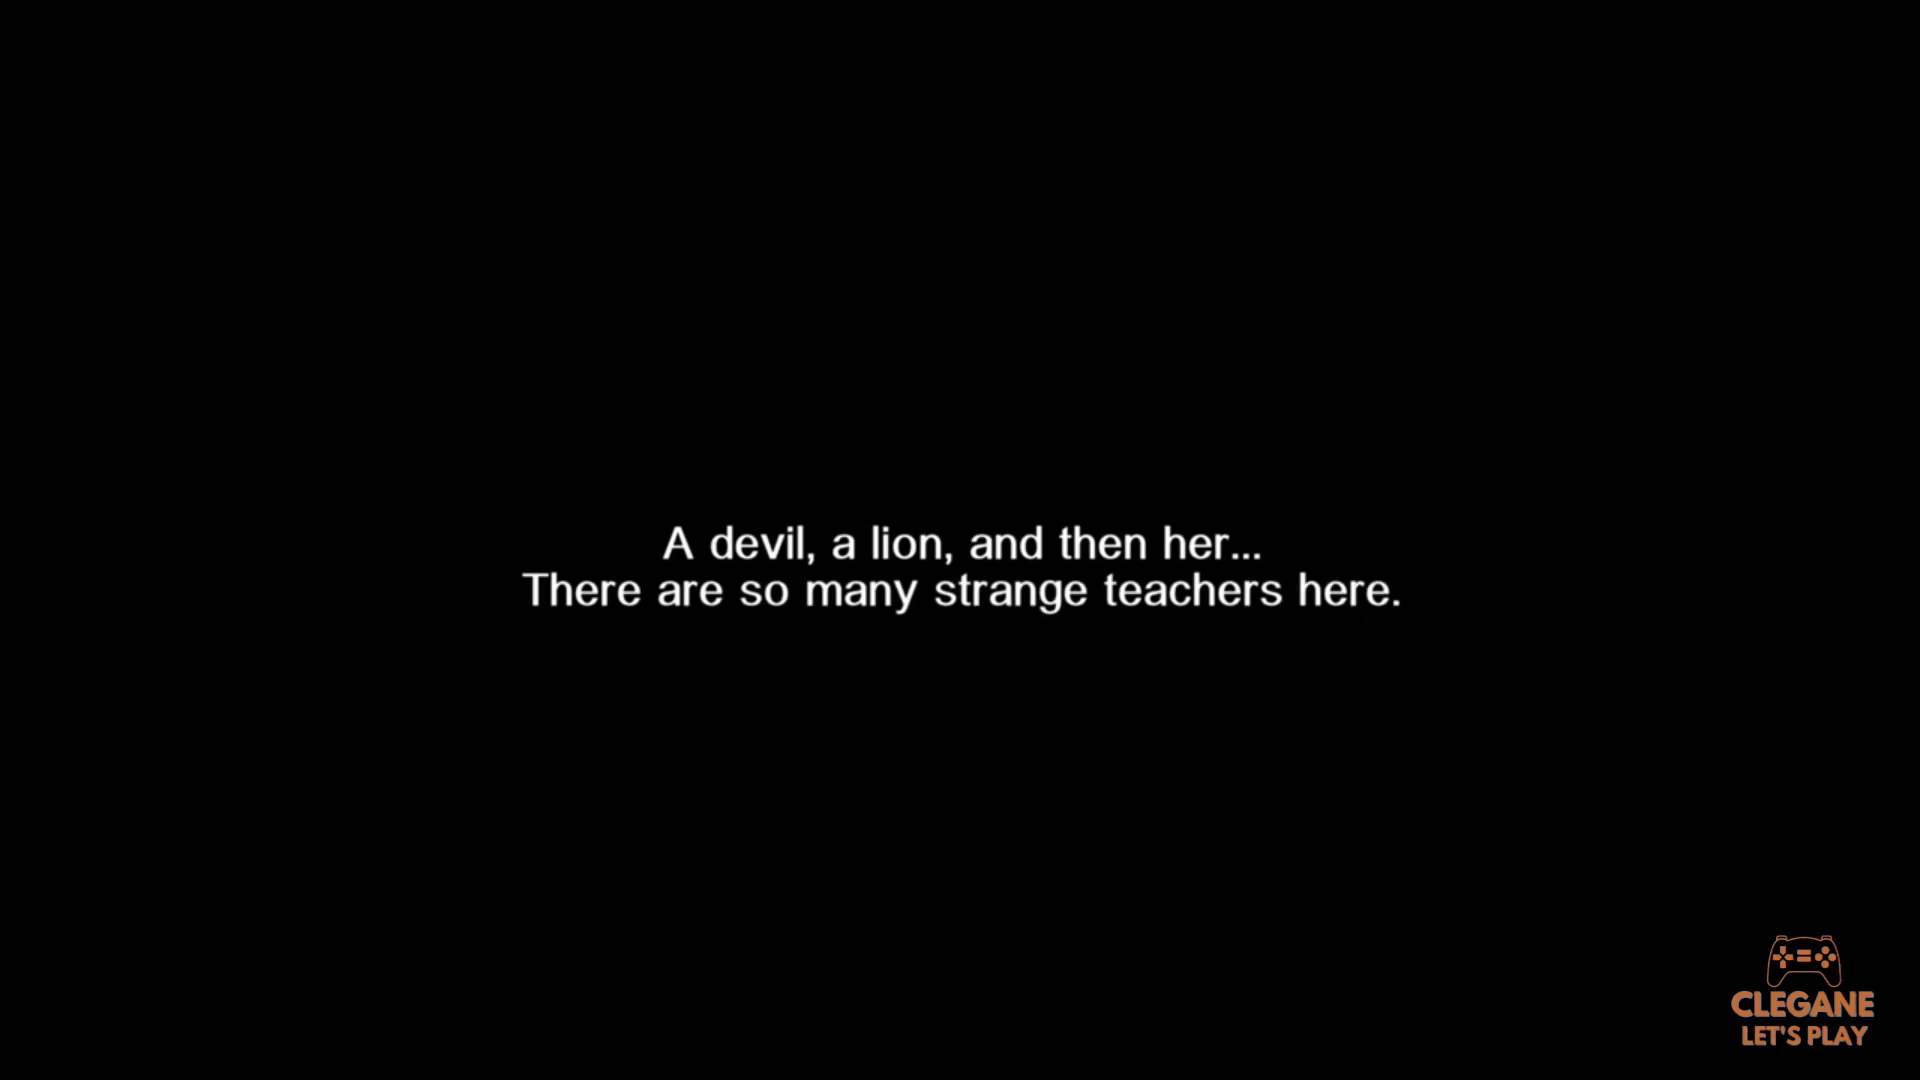 A devil, a lion, and then her...
There are so many strange teachers here.
CLEGANE
LET'S PLAY